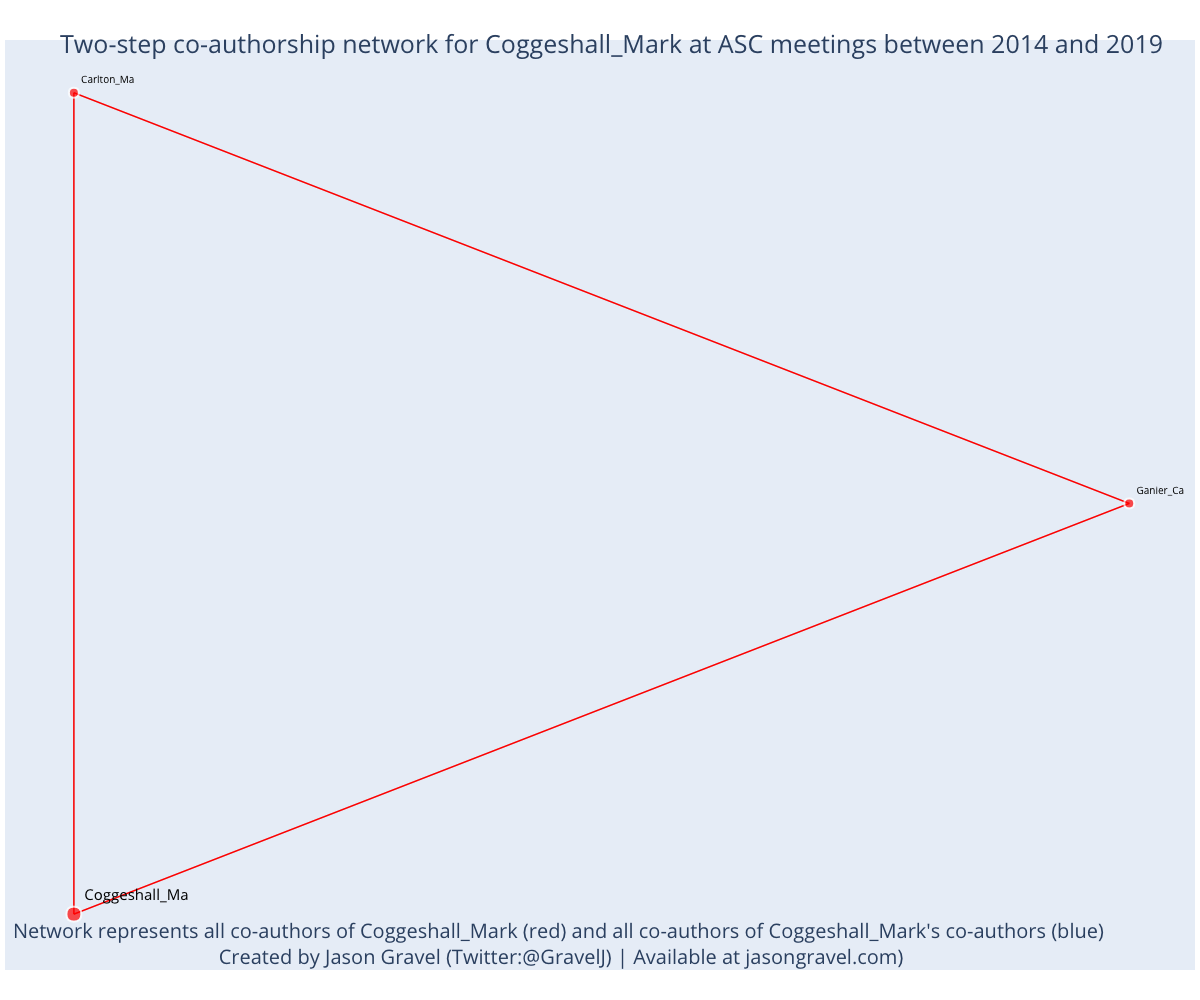 Two-step co-authorship network for Coggeshall_Mark at ASC meetings between 2014 and 2019
Carlton_Ma
Ganier_Ca
Coggeshall_Ma
Network represents all co-authors of Coggeshall_Mark (red) and all co-authors of Coggeshall_Mark's co-authors (blue)
Created by Jason Gravel (Twitter:@GravelJ) | Available at jasongravel.com)